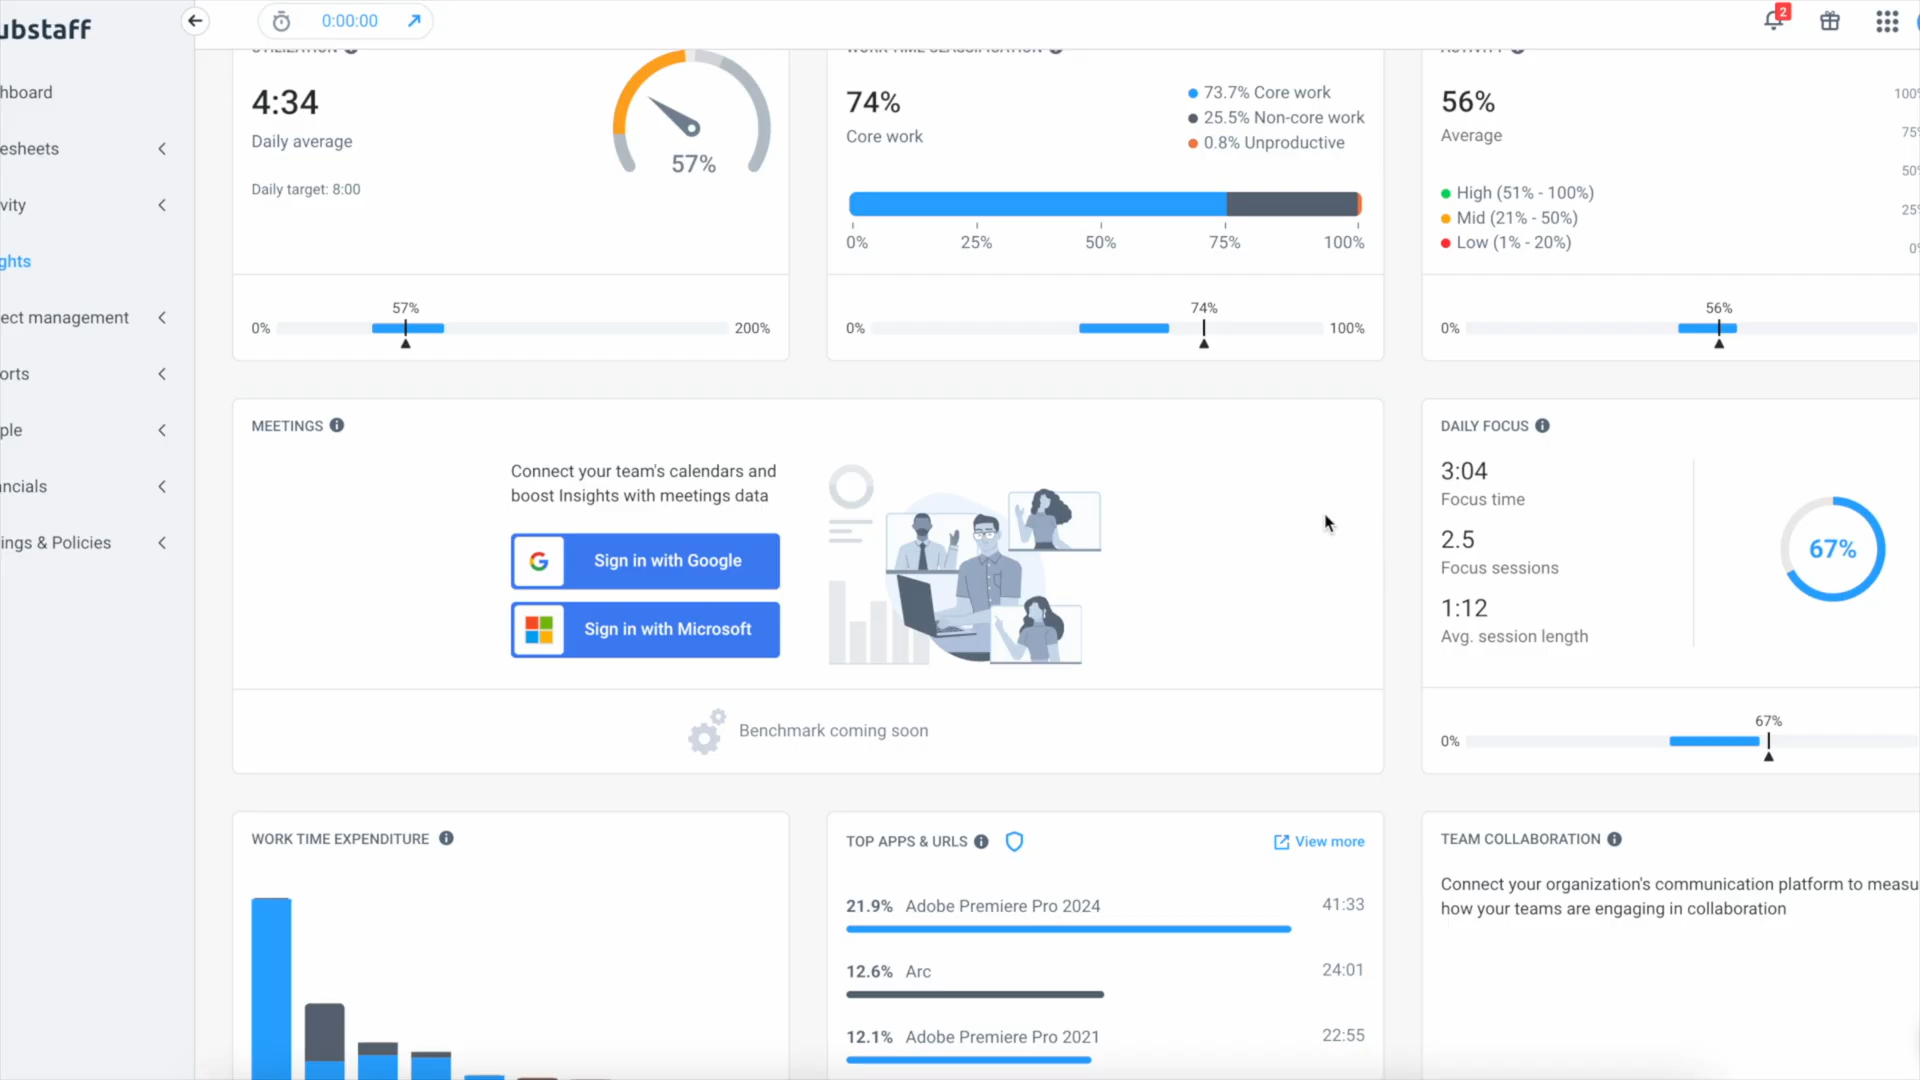 ubstaff
0:00:00
2
hboard
esheets
vity
ghts
ect management
orts
ple
ncials
ings & Policies
UTILIZATION
4:34
Daily average
Daily target: 8:00
57%
57%
0%
200%
WORK TIME CLASSIFICATION
74%
Core work
73.7% Core work
25.5% Non-core work
0.8% Unproductive
0%
25%
50%
75%
100%
74%
0%
100%
ACTIVITY
56%
Average
High (51% - 100%)
Mid (21% - 50%)
Low (1% - 20%)
100%
75%
50%
25%
0%
56%
0%
MEETINGS
Connect your team's calendars and
boost Insights with meetings data
Sign in with Google
Sign in with Microsoft
Benchmark coming soon
DAILY FOCUS
3:04
Focus time
2.5
Focus sessions
1:12
Avg. session length
67%
67%
0%
WORK TIME EXPENDITURE
TOP APPS & URLS
View more
21.9% Adobe Premiere Pro 2024 41:33
12.6% Arc 24:01
12.1% Adobe Premiere Pro 2021 22:55
TEAM COLLABORATION
Connect your organization's communication platform to measu
how your teams are engaging in collaboration